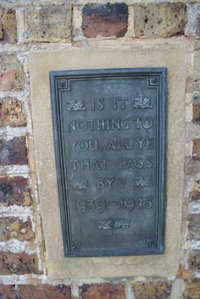 IS IT
NOTHING TO
YOU, ALL YE
THAT PASS
BY ?
1939-1945